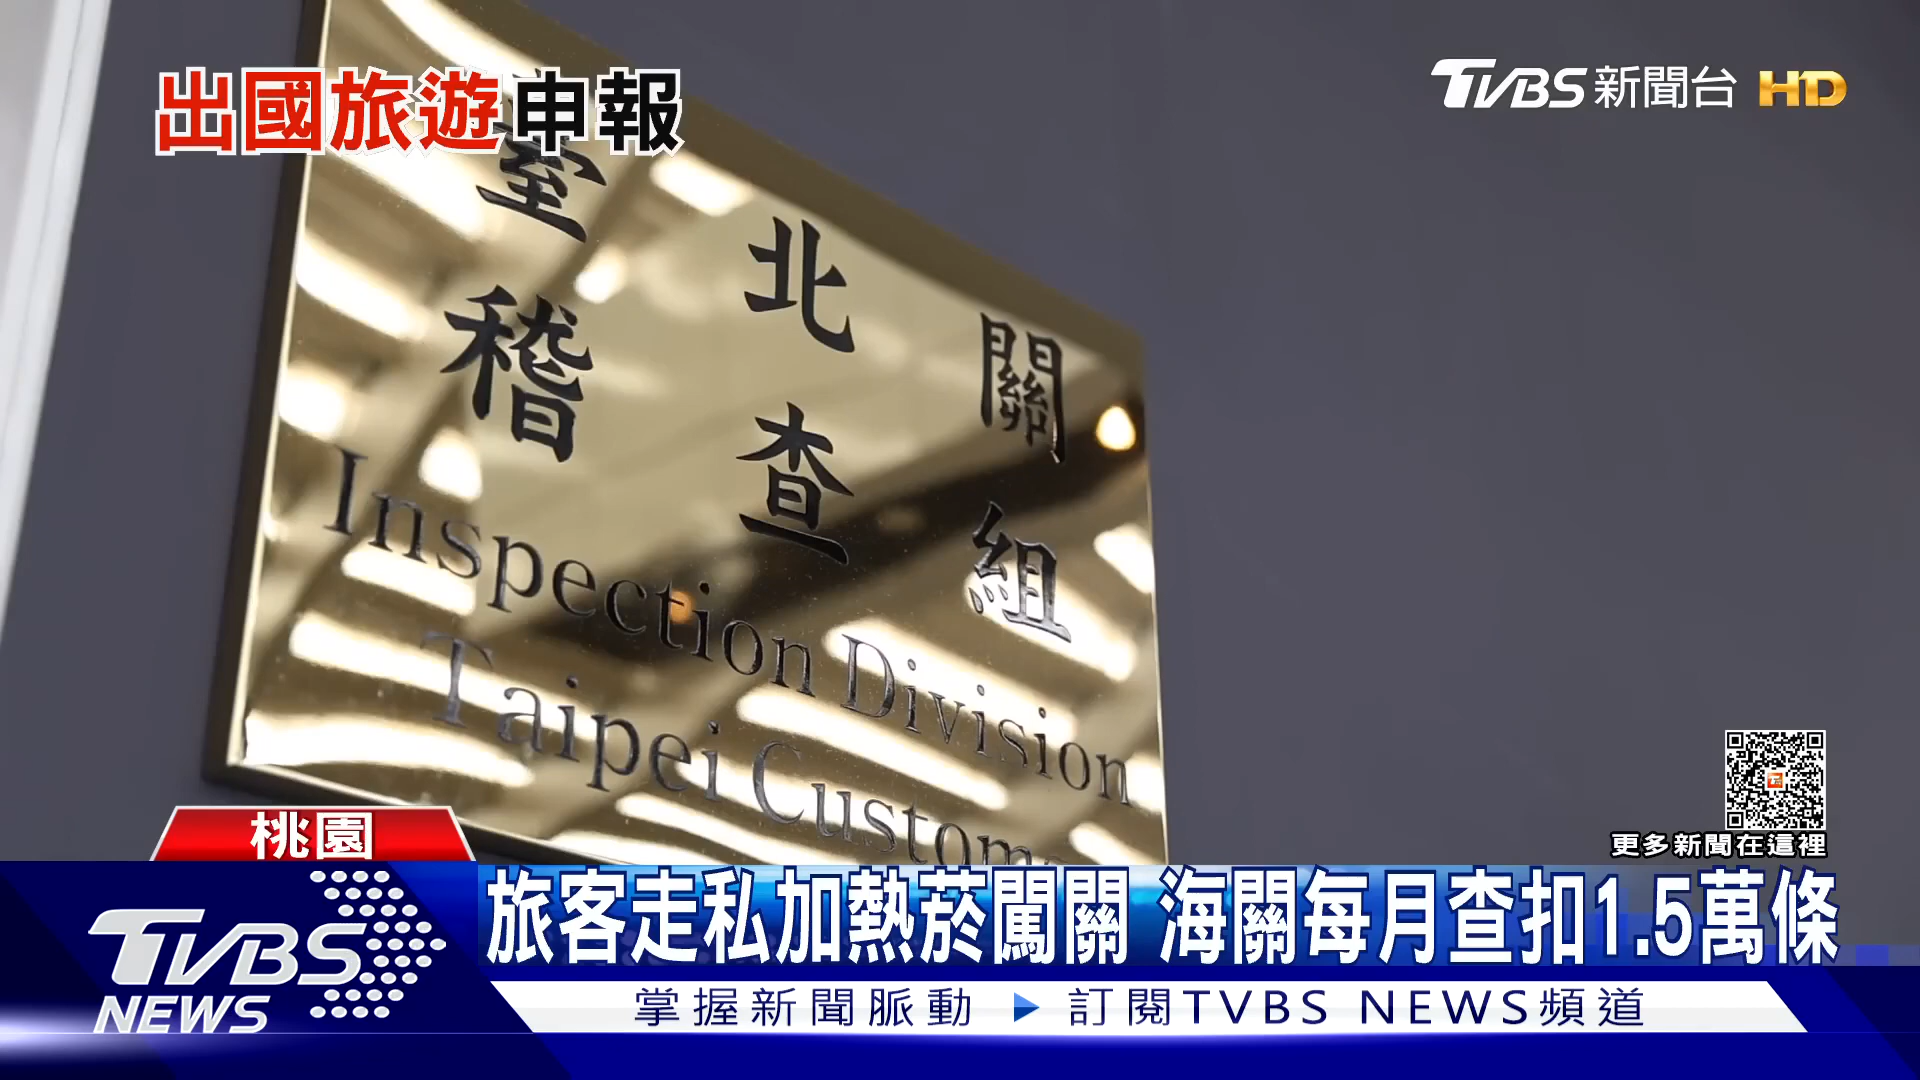 出國旅遊申報
TVBS新聞台 HD
北關
稽查組
Inspection Division
Taipei Custom
更多新聞在這裡
桃園
旅客走私加熱菸闖關 海關每月查扣1.5萬條
TVBS
NEWS
掌握新聞脈動 ▶ 訂閱TVBS NEWS頻道